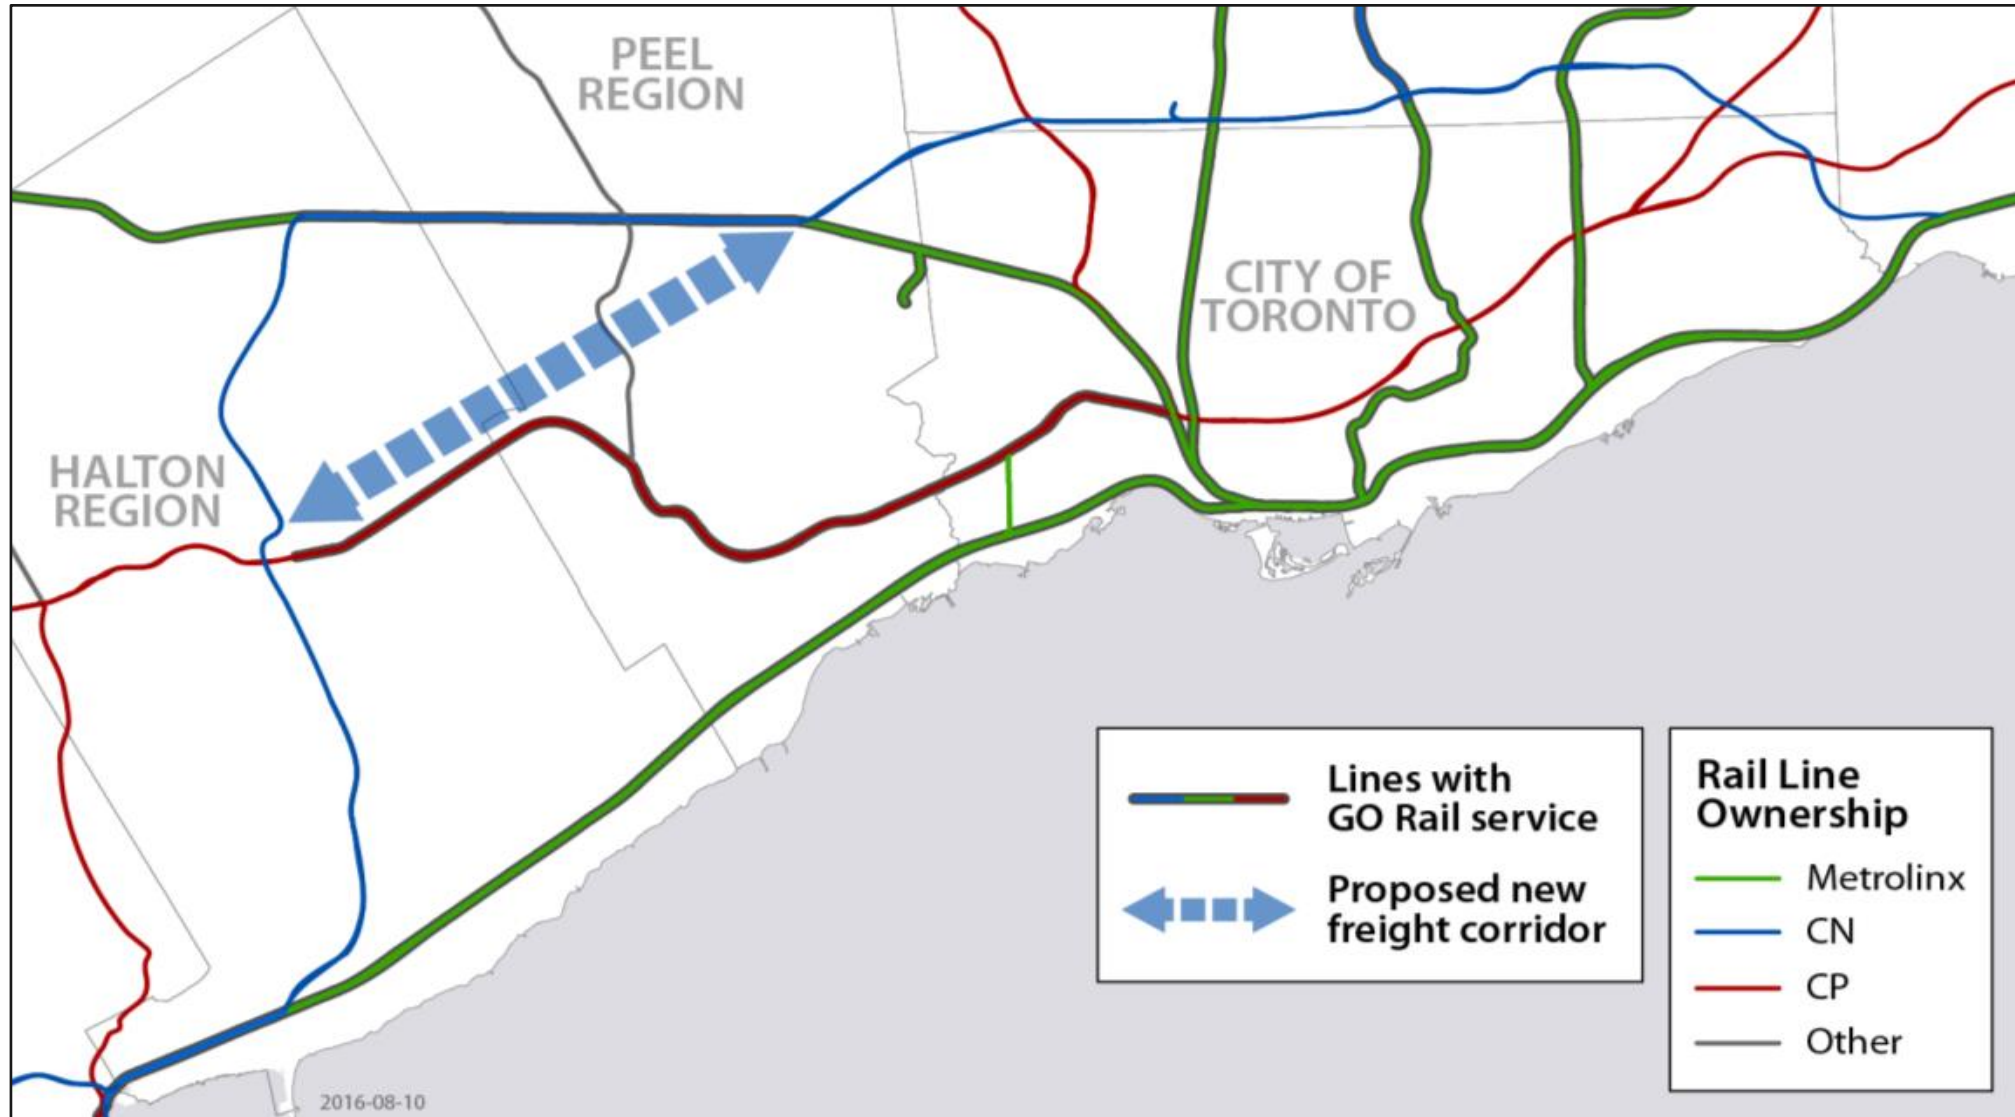 PEEL
REGION
CITY OF
TORONTO
HALTON
REGION
Lines with
GO Rail service
Proposed new
freight corridor
Rail Line
Ownership
Metrolinx
CN
CP
Other
2016-08-10